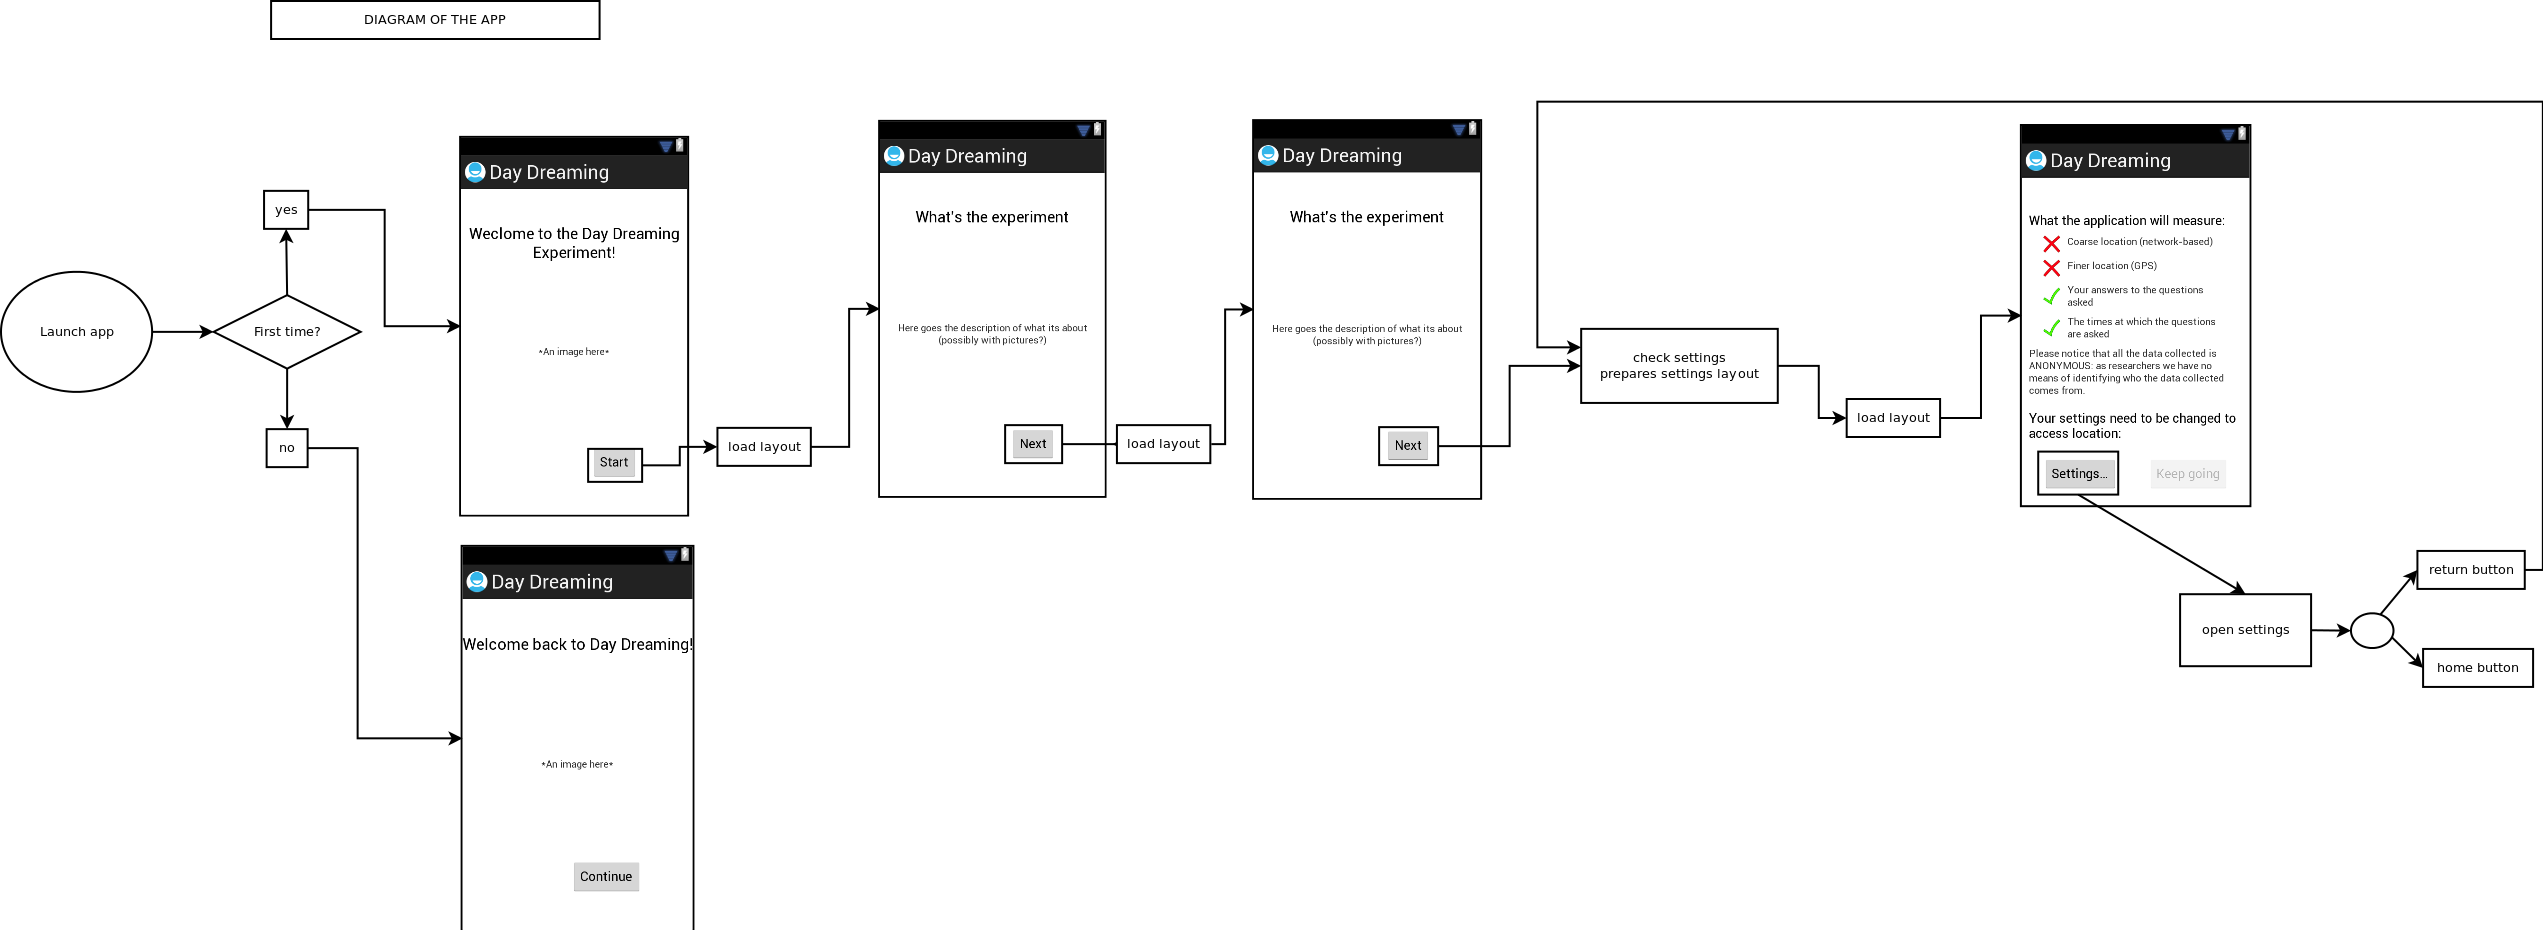 DIAGRAM OF THE APP
Launch app
First time?
yes
no
Day Dreaming
Weclome to the Day Dreaming
Experiment!
*An image here*
Start
load layout
Day Dreaming
What's the experiment
Here goes the description of what its about
(possibly with pictures?)
Next
load layout
Day Dreaming
What's the experiment
Here goes the description of what its about
(possibly with pictures?)
Next
check settings
prepares settings layout
load layout
Day Dreaming
What the application will measure:
Coarse location (network-based)
Finer location (GPS)
Your answers to the questions
asked
The times at which the questions
are asked
Please notice that all the data collected is
ANONYMOUS: as researchers we have no
means of identifying who the data collected
comes from.
Your settings need to be changed to
access location:
Settings...
Keep going
open settings
return button
home button
Day Dreaming
Welcome back to Day Dreaming!
*An image here*
Continue